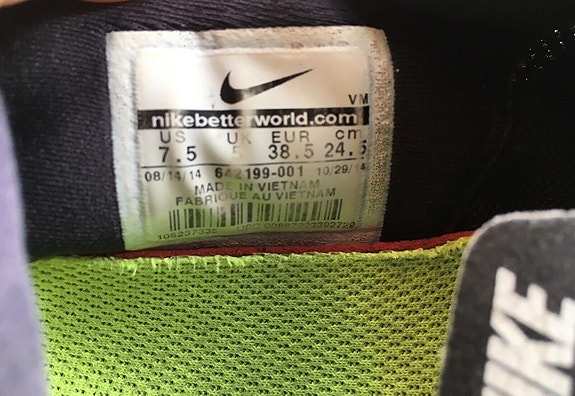 VM
nikebetterworld.com
US UK EUR cm
7.5 5 38.5 24.5
08/14/14 642199-001 10/29/14
MADE IN VIETNAM
FABRIQUE AU VIETNAM
NIKE